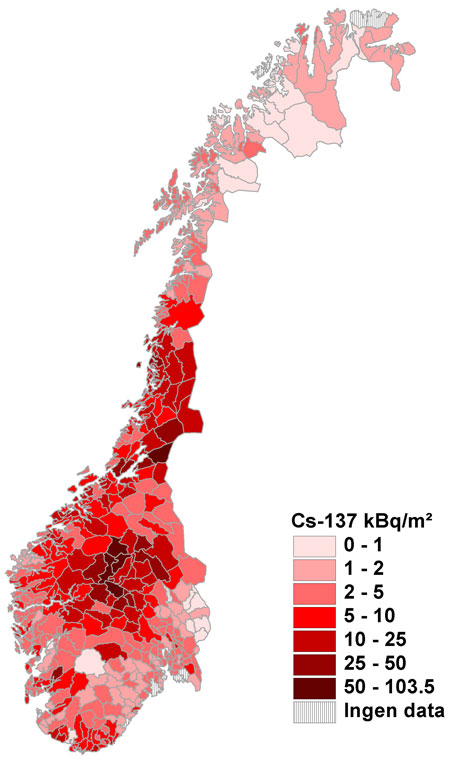 Cs-137 kBq/m²
0 - 1
1 - 2
2 - 5
5 - 10
10 - 25
25 - 50
50 - 103.5
Ingen data